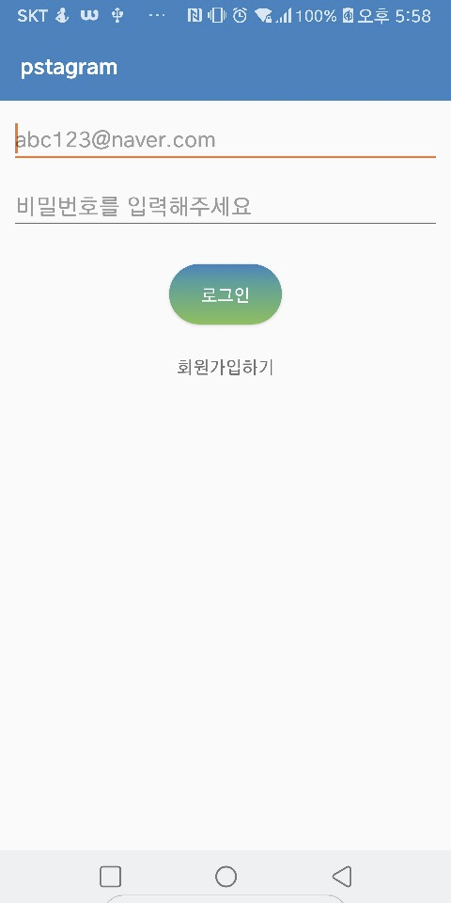 SKT 100% 오후 5:58
pstagram
abc123@naver.com
비밀번호를 입력해주세요
로그인
회원가입하기